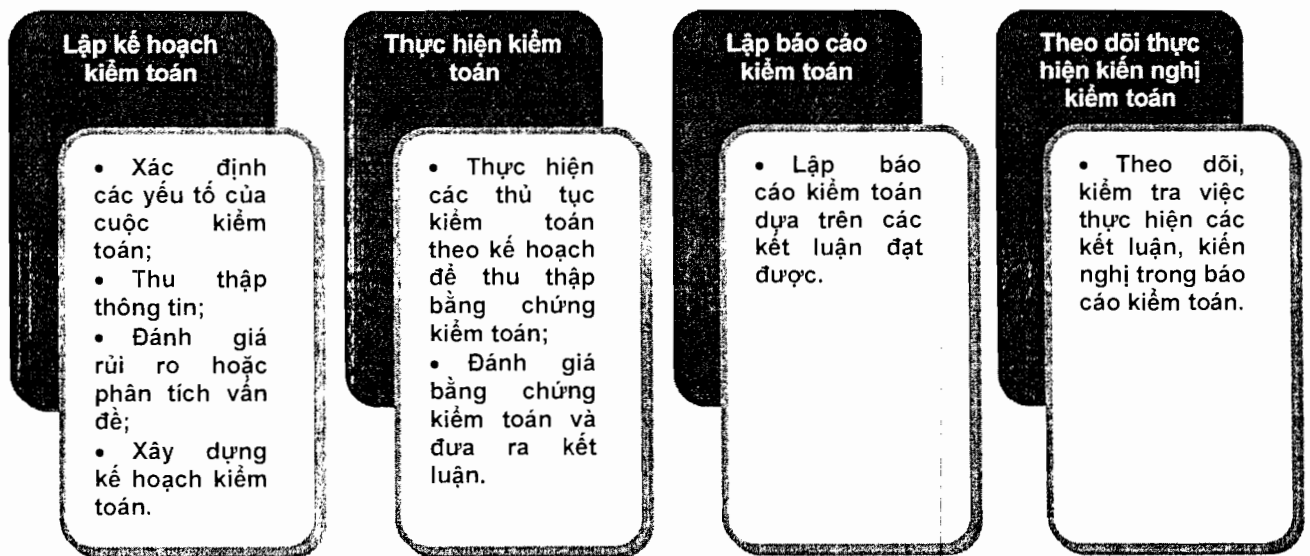 Lập kế hoạch
kiểm toán
• Xác định
các yếu tố của
cuộc kiểm
toán;
• Thu thập
thông tin;
• Đánh giá
rủi ro hoặc
phân tích vấn
đề;
• Xây dựng
kế hoạch kiểm
toán.
Thực hiện kiểm
toán
• Thực hiện
các thủ tục
kiểm toán
theo kế hoạch
để thu thập
bằng chứng
kiểm toán;
• Đánh giá
bằng chứng
kiểm toán và
đưa ra kết
luận.
Lập báo cáo
kiểm toán
• Lập báo
cáo kiểm toán
dựa trên các
kết luận đạt
được.
Theo dõi thực
hiện kiến nghị
kiểm toán
• Theo dõi,
kiểm tra việc
thực hiện các
kết luận, kiến
nghị trong báo
cáo kiểm toán.